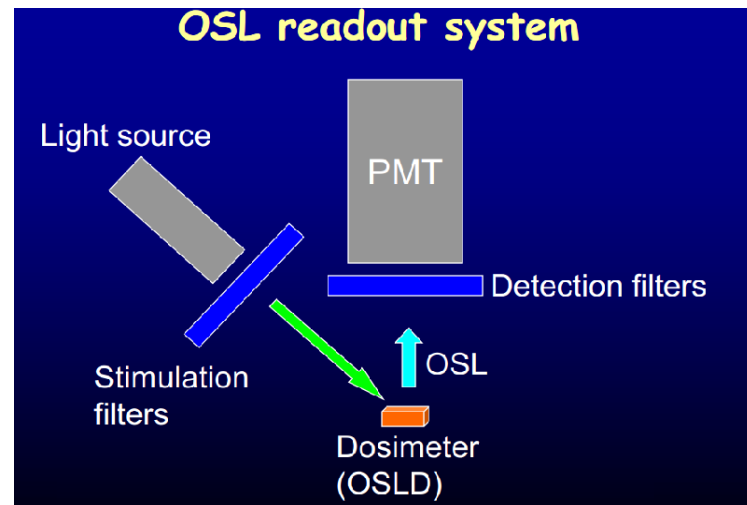 OSL readout system
Light source
PMT
Detection filters
OSL
Stimulation
filters
Dosimeter
(OSLD)